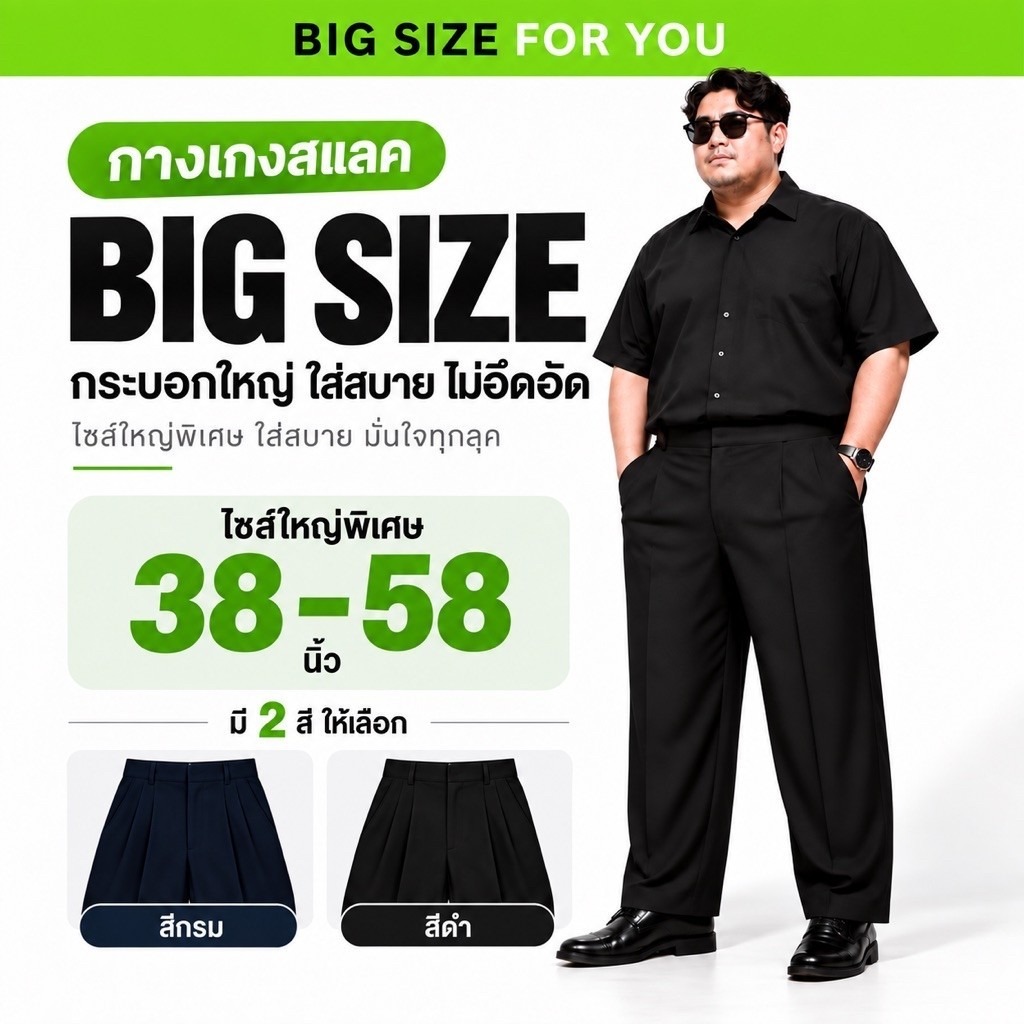 BIG SIZE FOR YOU
กางเกงสแลค
BIG SIZE
กระบอกใหญ่ ใส่สบาย ไม่อึดอัด
ไซส์ใหญ่พิเศษ ใส่สบาย มั่นใจทุกลุค
ไซส์ใหญ่พิเศษ
38-58
นิ้ว
มี 2 สี ให้เลือก
สีกรม
สีดำ